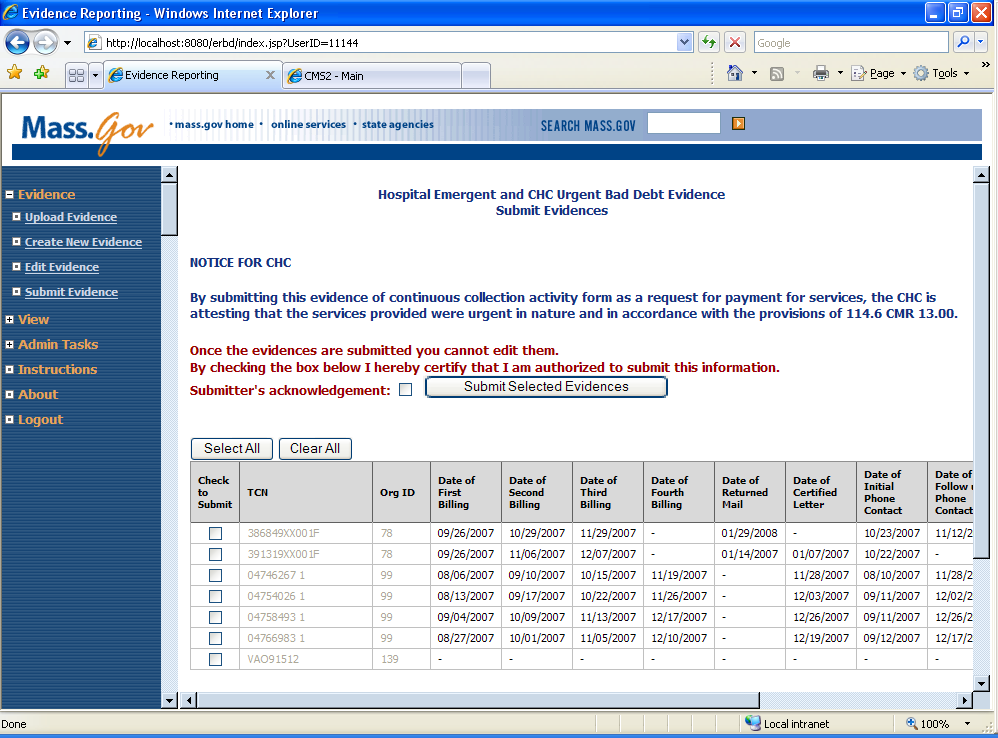 Evidence Reporting - Windows Internet Explorer
http://localhost:8080/erbd/index.jsp?UserID=11144
Google
Evidence Reporting
CMS2 - Main
Page
Tools
Mass.Gov
mass.gov home
online services
state agencies
SEARCH MASS.GOV
Evidence
Upload Evidence
Create New Evidence
Edit Evidence
Submit Evidence
View
Admin Tasks
Instructions
About
Logout
Hospital Emergent and CHC Urgent Bad Debt Evidence
Submit Evidences
NOTICE FOR CHC
By submitting this evidence of continuous collection activity form as a request for payment for services, the CHC is
attesting that the services provided were urgent in nature and in accordance with the provisions of 114.6 CMR 13.00.
Once the evidences are submitted you cannot edit them.
By checking the box below I hereby certify that I am authorized to submit this information.
Submitter's acknowledgement: Submit Selected Evidences
Select All Clear All
Check to Submit TCN Org ID Date of First Billing Date of Second Billing Date of Third Billing Date of Fourth Billing Date of Returned Mail Date of Certified Letter Date of Initial Phone Contact Date of Follow Phone Contact
386849XX001F 78 09/26/2007 10/29/2007 11/29/2007 - 01/29/2008 - 10/23/2007 11/12/2
391319XX001F 78 09/26/2007 11/06/2007 12/07/2007 - 01/14/2007 01/07/2007 10/22/2007 -
04746267 1 99 08/06/2007 09/10/2007 10/15/2007 11/19/2007 - 11/28/2007 08/10/2007 11/28/2
04754026 1 99 08/13/2007 09/17/2007 10/22/2007 11/26/2007 - 12/03/2007 09/11/2007 12/02/2
04758493 1 99 09/04/2007 10/09/2007 11/13/2007 12/17/2007 - 12/26/2007 09/11/2007 12/26/2
04766983 1 99 08/27/2007 10/01/2007 11/05/2007 12/10/2007 - 12/19/2007 09/12/2007 12/17/2
VAO91512 139 - - - - - - - -
Done
Local intranet
100%